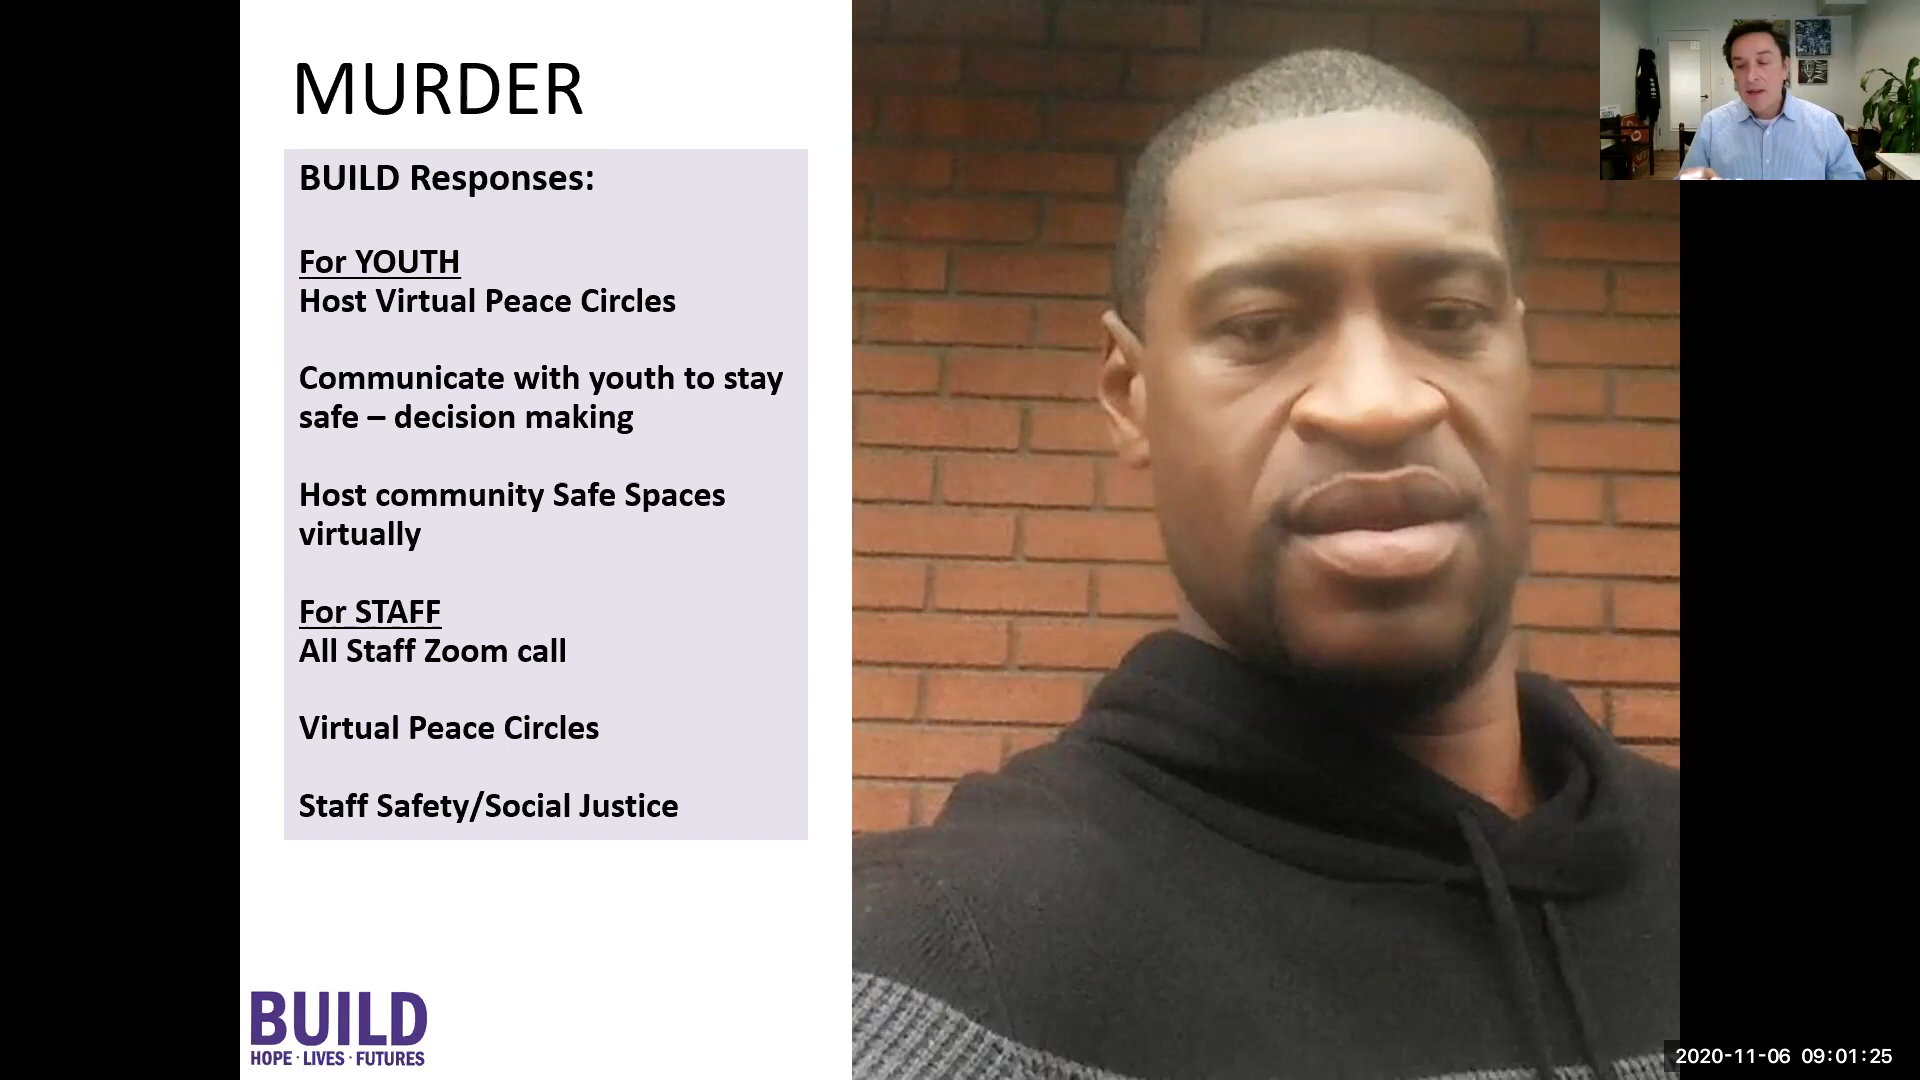 MURDER
BUILD Responses:
For YOUTH
Host Virtual Peace Circles
Communicate with youth to stay
safe – decision making
Host community Safe Spaces
virtually
For STAFF
All Staff Zoom call
Virtual Peace Circles
Staff Safety/Social Justice
BUILD
HOPE · LIVES · FUTURES
2020-11-06 09:01:25